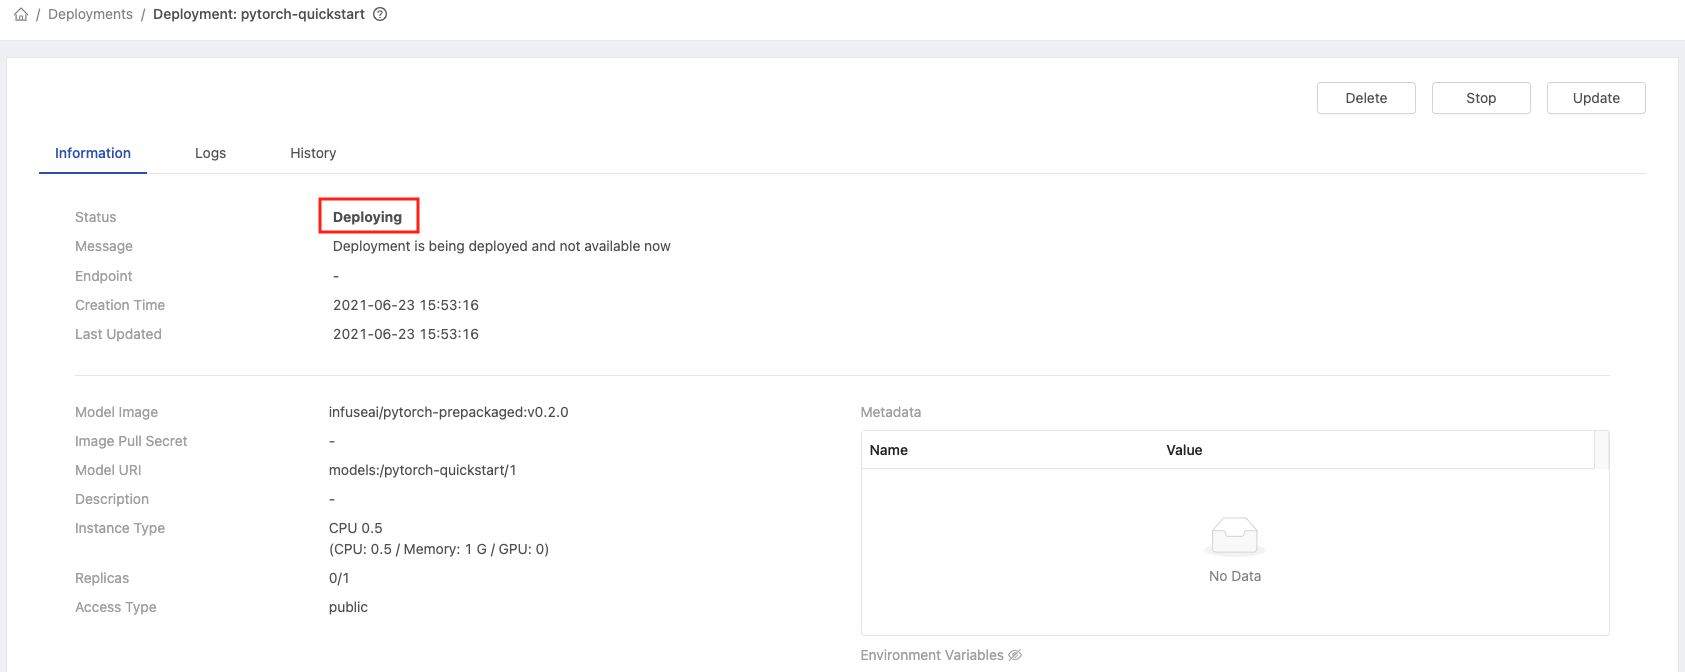 / Deployments / Deployment: pytorch-quickstart
Delete Stop Update
Information Logs History
Status Deploying
Message Deployment is being deployed and not available now
Endpoint -
Creation Time 2021-06-23 15:53:16
Last Updated 2021-06-23 15:53:16
Model Image infuseai/pytorch-prepackaged:v0.2.0
Image Pull Secret -
Model URI models:/pytorch-quickstart/1
Description -
Instance Type CPU 0.5
(CPU: 0.5 / Memory: 1 G / GPU: 0)
Replicas 0/1
Access Type public
Metadata
Name Value
No Data
Environment Variables